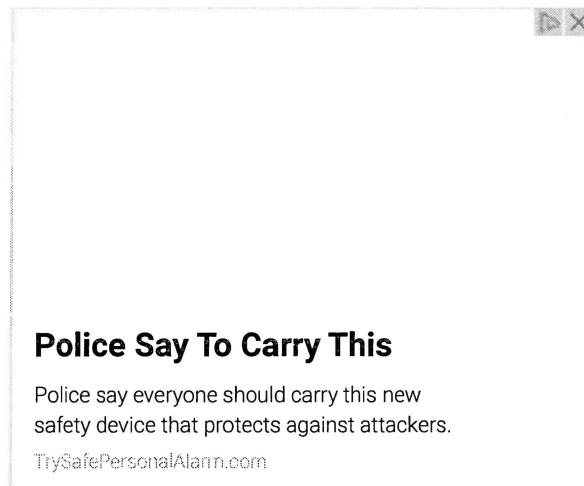 Police Say To Carry This
Police say everyone should carry this new
safety device that protects against attackers.
TrySafePersonalAlarm.com